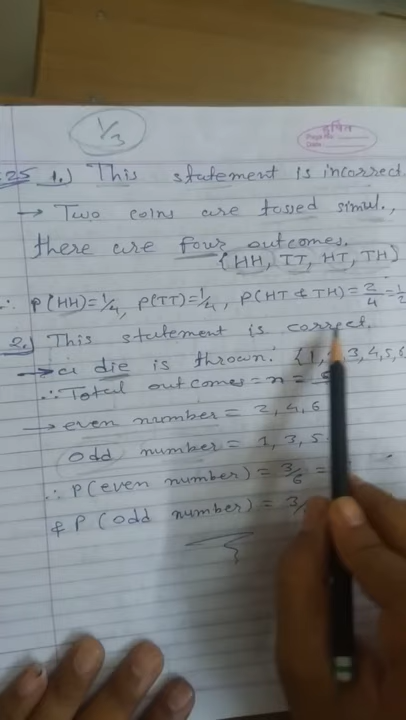 1/3
दुषित
Date
25 1.) This statement is incorrect.
→ Two coins are tossed simul.,
there are four outcomes.
{HH, TT, HT, TH}
∴ P(HH)=1/4, P(TT)=1/4, P(HT & TH)=2/4=1/2
2.) This statement is correct.
→ a die is thrown. {1, 3,4,5,6
∴ Total outcomes = n =
→ even number = 2, 4, 6
odd number = 1, 3, 5
∴ P(even number) = 3/6 =
& P (odd number) = 3/